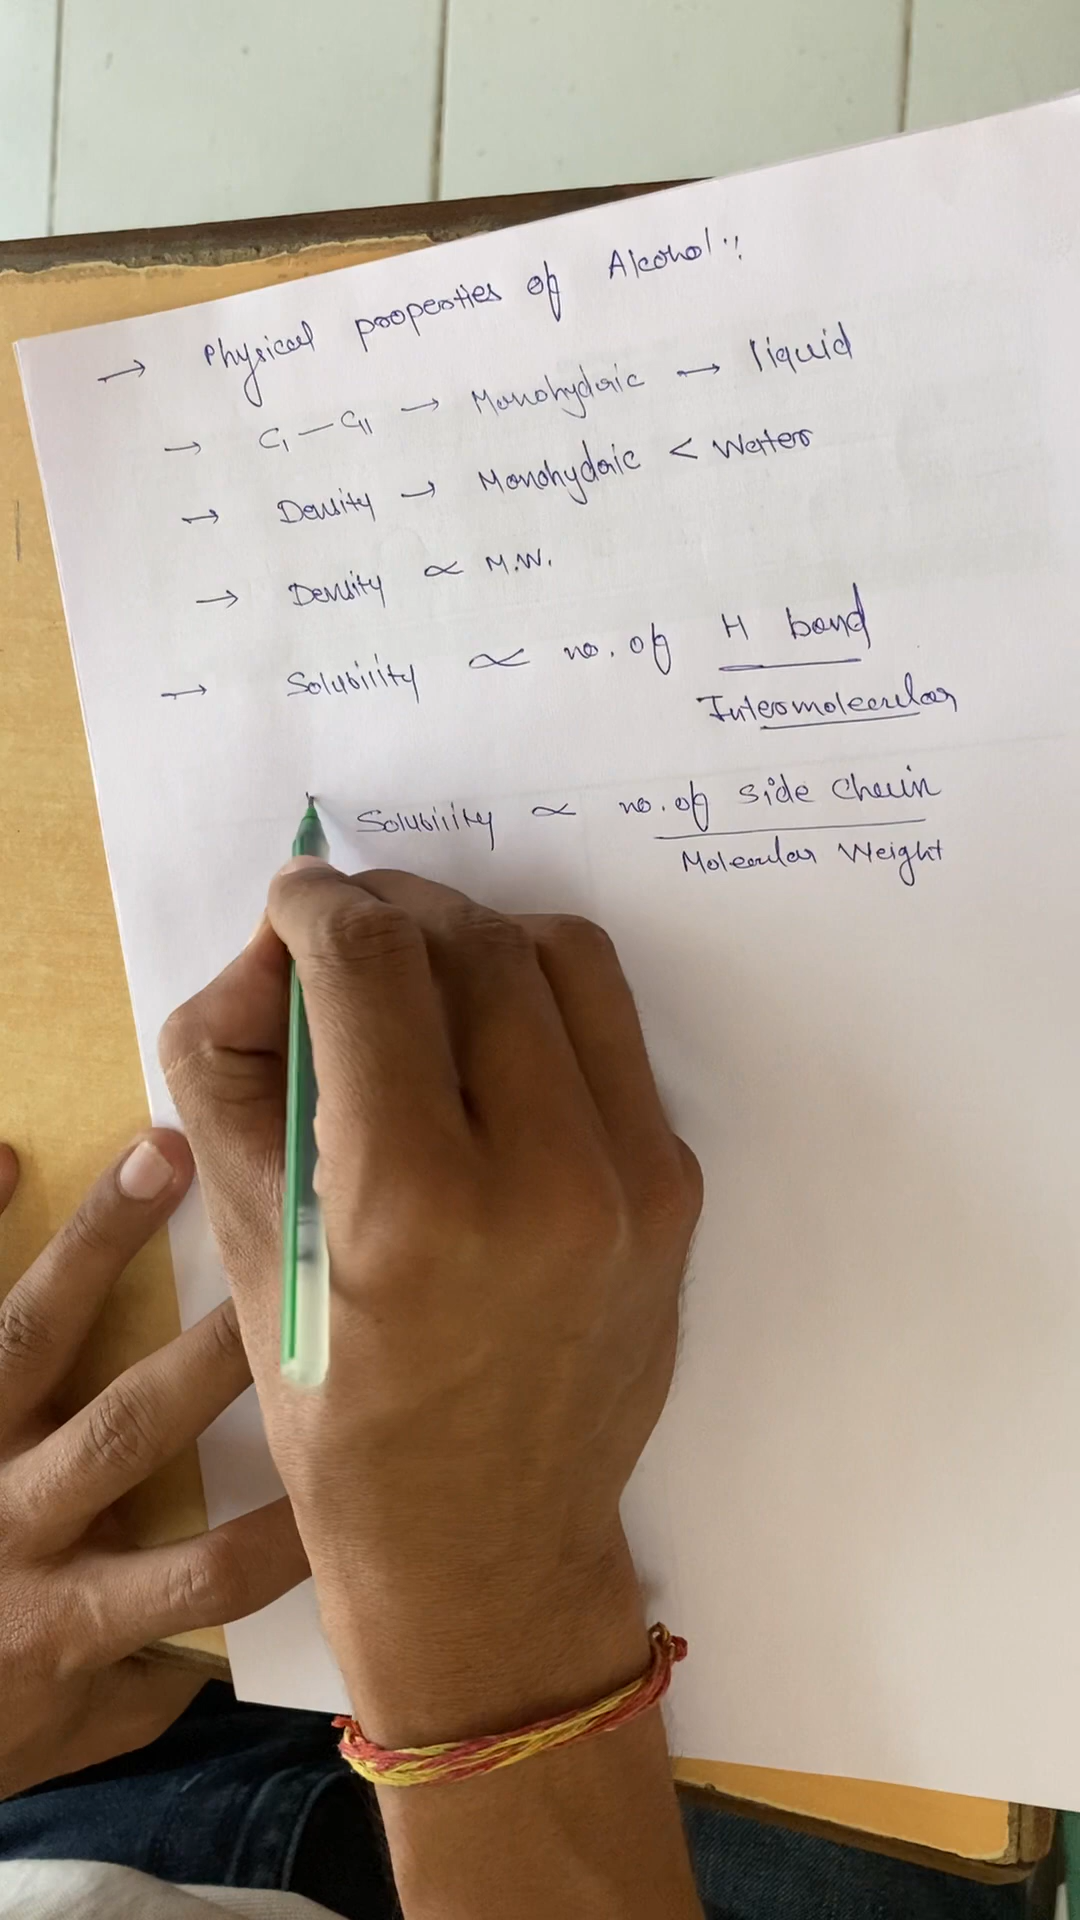 → Physical properties of Alcohol :!
→ C1 – C11 → Monohydric → liquid
→ Density → Monohydric < Water
→ Density ∝ M.W.
→ Solubility ∝ no. of H bond
Intermolecular
Solubility ∝ no. of side chain
Molecular Weight